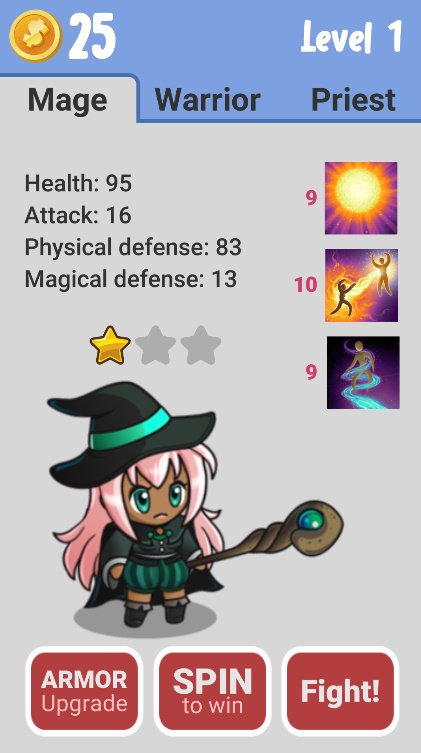 25
Level 1
Mage
Warrior
Priest
Health: 95
Attack: 16
Physical defense: 83
Magical defense: 13
9
10
9
ARMOR
Upgrade
SPIN
to win
Fight!